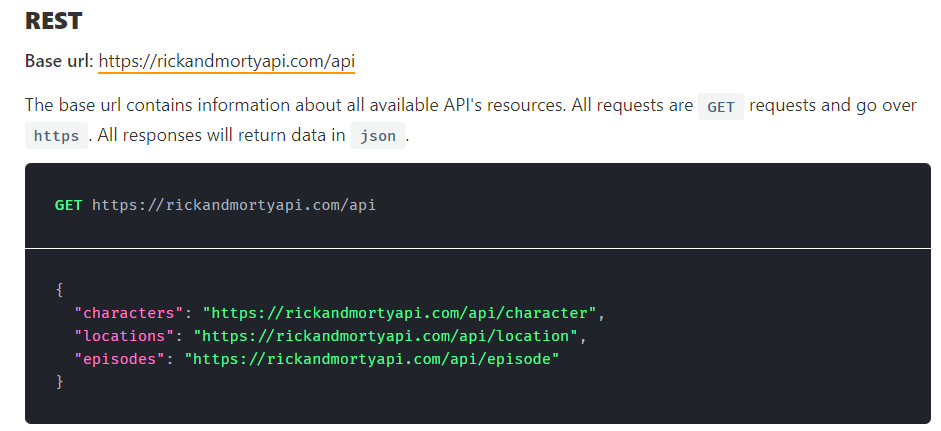 REST
Base url: https://rickandmortyapi.com/api
The base url contains information about all available API's resources. All requests are GET requests and go over
https . All responses will return data in json .
GET https://rickandmortyapi.com/api
{
  "characters": "https://rickandmortyapi.com/api/character",
  "locations": "https://rickandmortyapi.com/api/location",
  "episodes": "https://rickandmortyapi.com/api/episode"
}